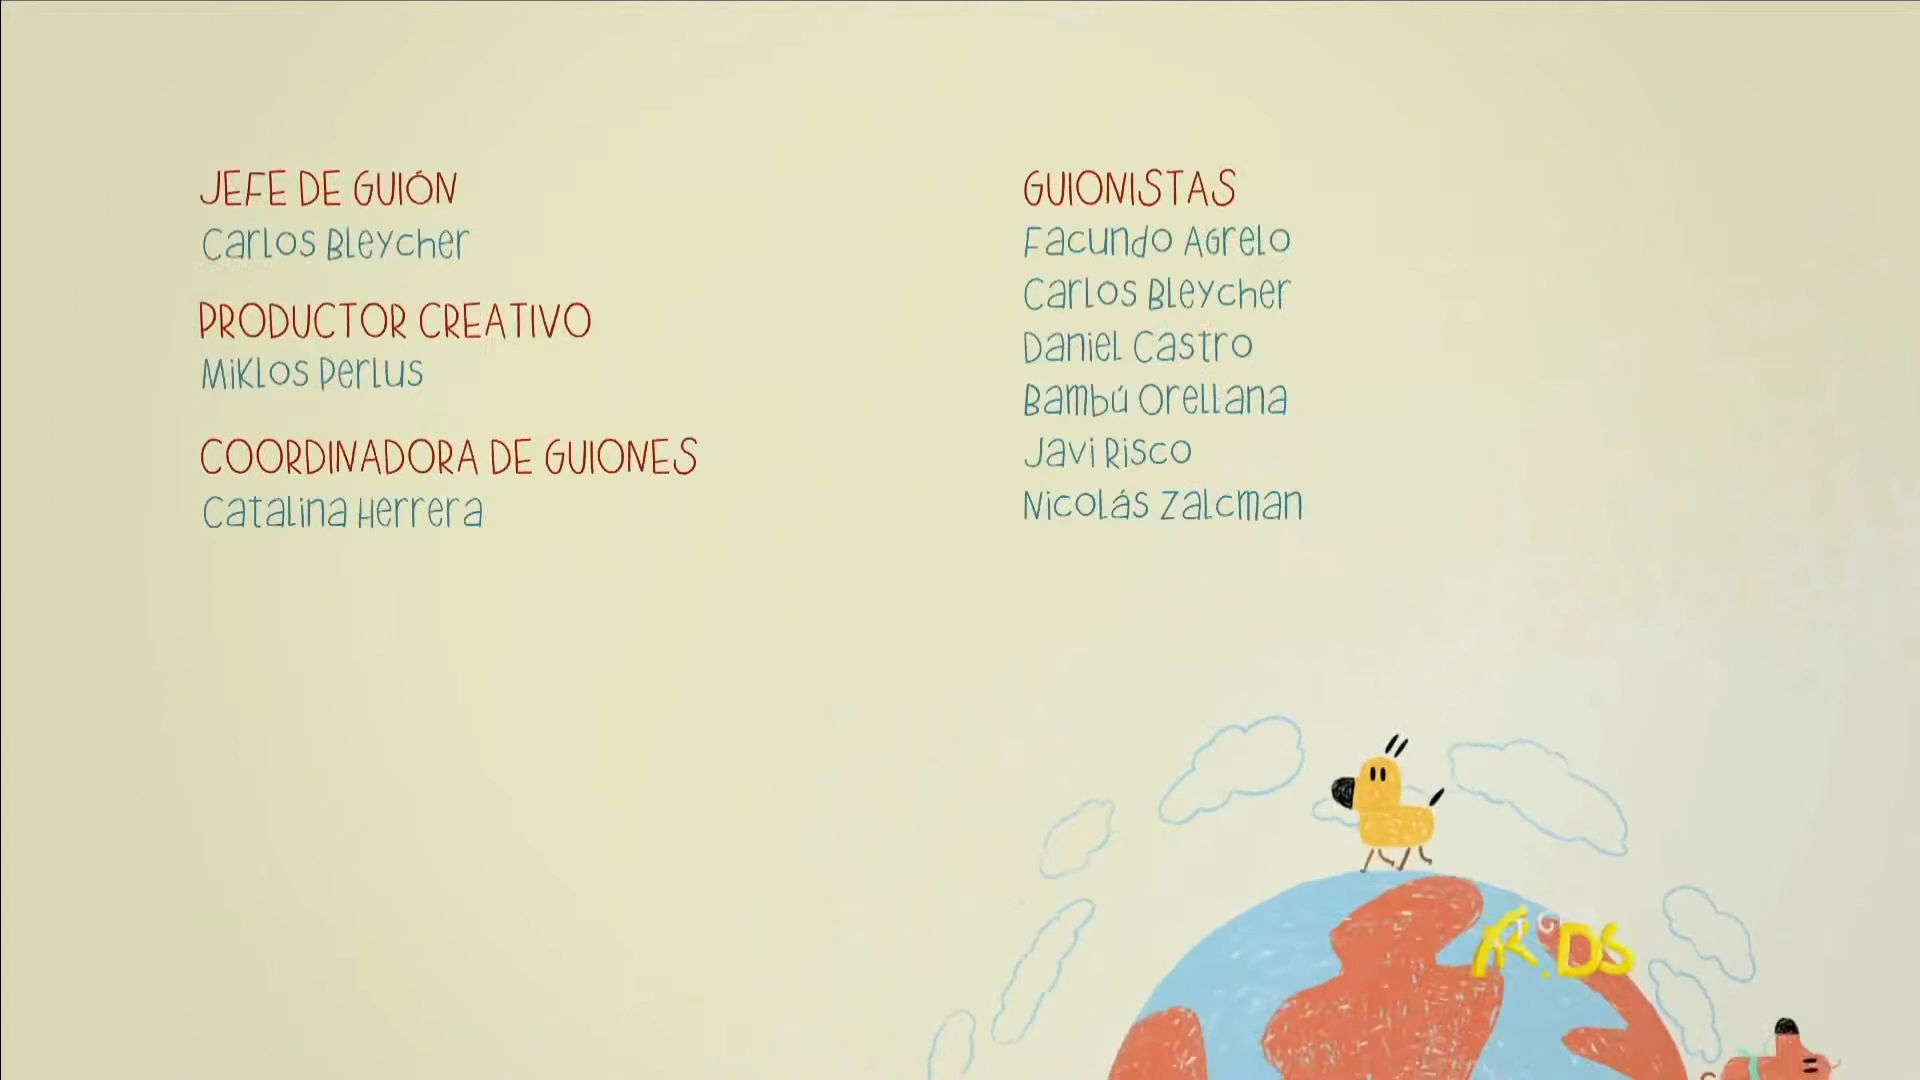 JEFE DE GUIÓN
Carlos Bleycher
PRODUCTOR CREATIVO
Miklos Perlus
COORDINADORA DE GUIONES
Catalina Herrera
GUIONISTAS
Facundo Agrelo
Carlos Bleycher
Daniel Castro
Bambú Orellana
Javi Risco
Nicolás Zalcman